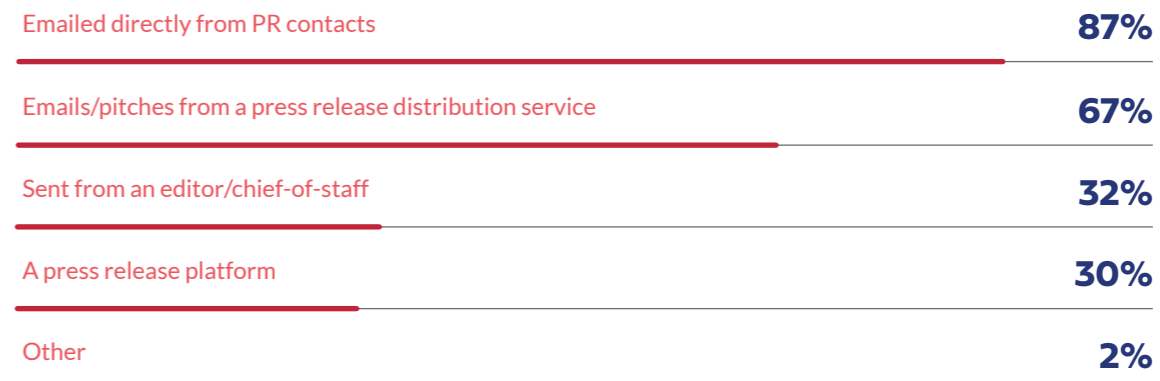 Emailed directly from PR contacts 87%
Emails/pitches from a press release distribution service 67%
Sent from an editor/chief-of-staff 32%
A press release platform 30%
Other 2%